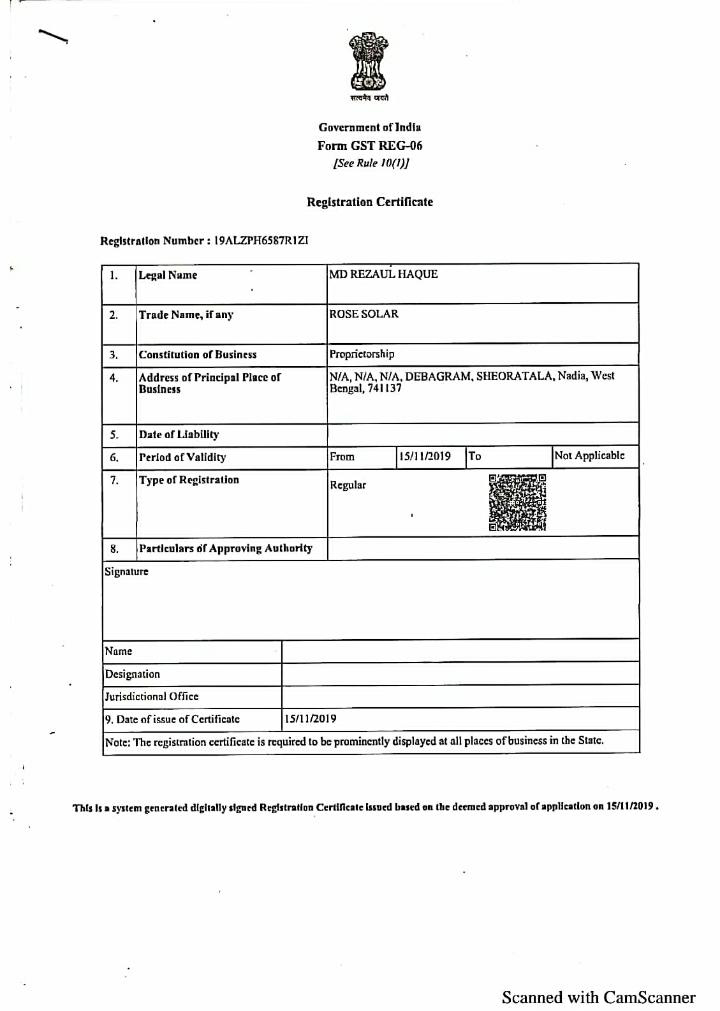 सत्यमेव जयते
Government of India
Form GST REG-06
[See Rule 10(1)]
Registration Certificate
Registration Number : 19ALZPH6587R1ZI
1. Legal Name MD REZAUL HAQUE
2. Trade Name, if any ROSE SOLAR
3. Constitution of Business Proprietorship
4. Address of Principal Place of Business N/A, N/A, N/A, DEBAGRAM, SHEORATALA, Nadia, West Bengal, 741137
5. Date of Liability
6. Period of Validity From 15/11/2019 To Not Applicable
7. Type of Registration Regular
8. Particulars of Approving Authority
Signature
Name
Designation
Jurisdictional Office
9. Date of issue of Certificate 15/11/2019
Note: The registration certificate is required to be prominently displayed at all places of business in the State.
This is a system generated digitally signed Registration Certificate issued based on the deemed approval of application on 15/11/2019 .
Scanned with CamScanner